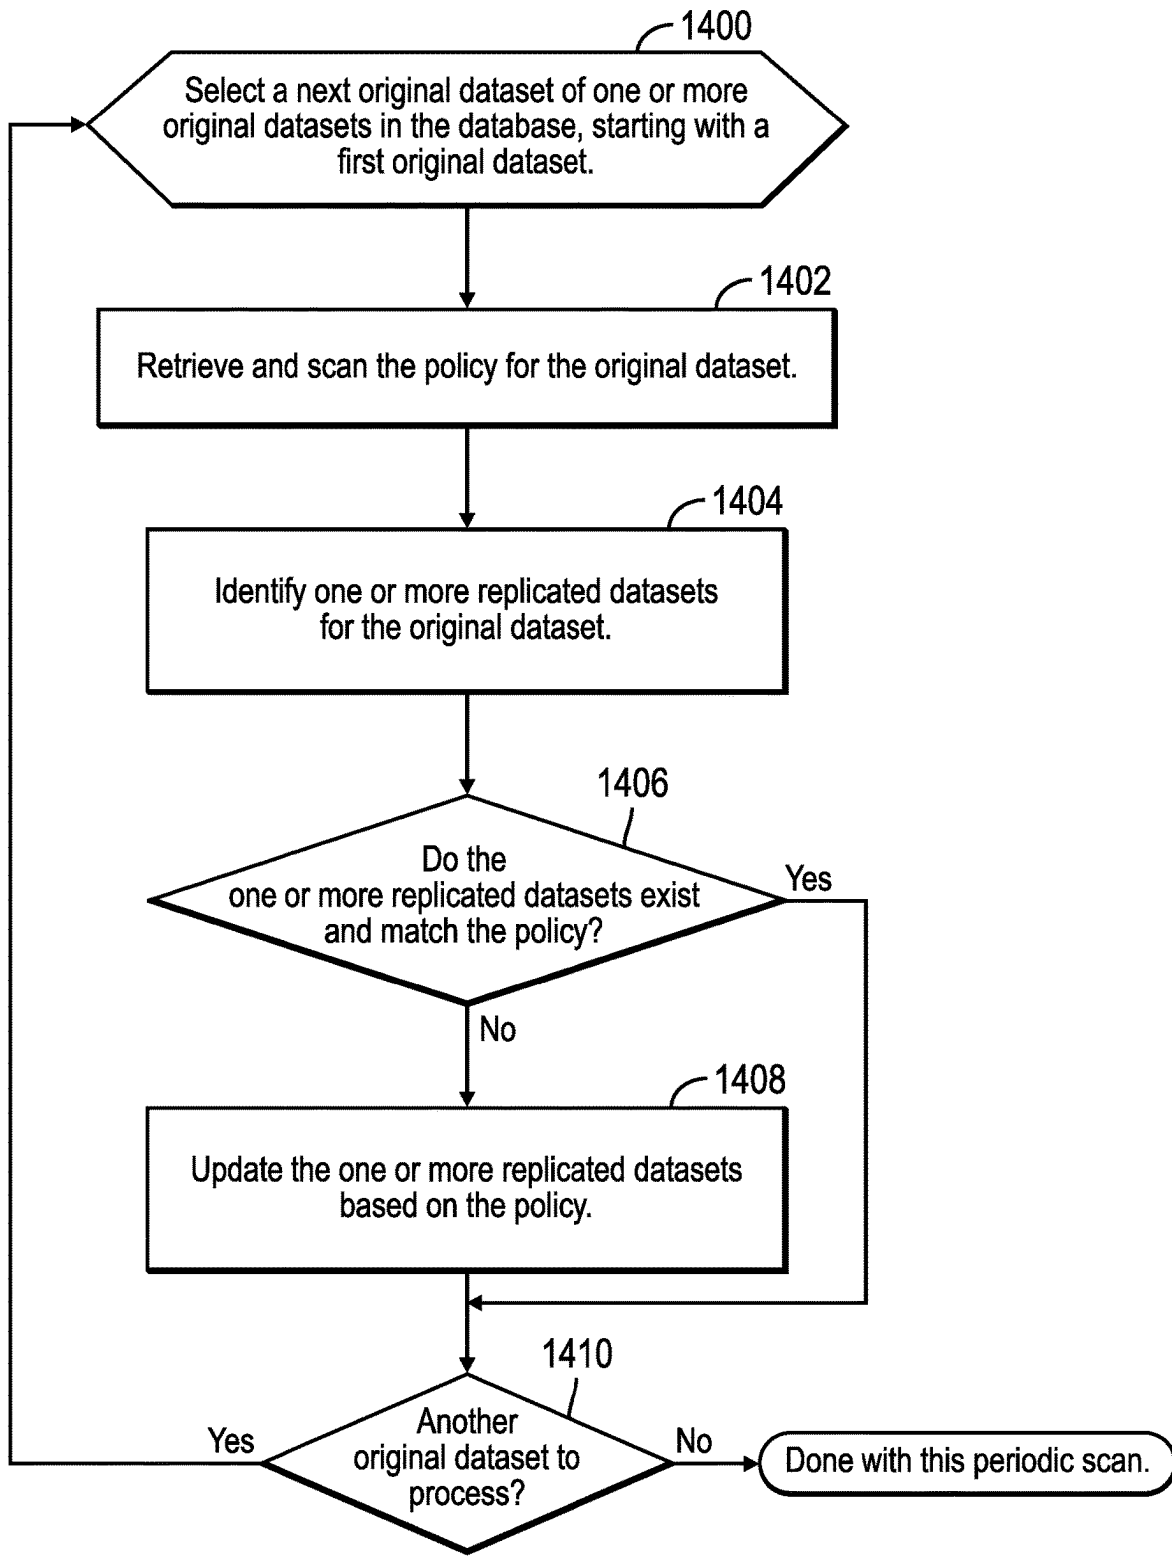 1400
Select a next original dataset of one or more
original datasets in the database, starting with a
first original dataset.
1402
Retrieve and scan the policy for the original dataset.
1404
Identify one or more replicated datasets
for the original dataset.
1406
Do the
one or more replicated datasets exist
and match the policy?
Yes
No
1408
Update the one or more replicated datasets
based on the policy.
1410
Another
original dataset to
process?
Yes
No
Done with this periodic scan.